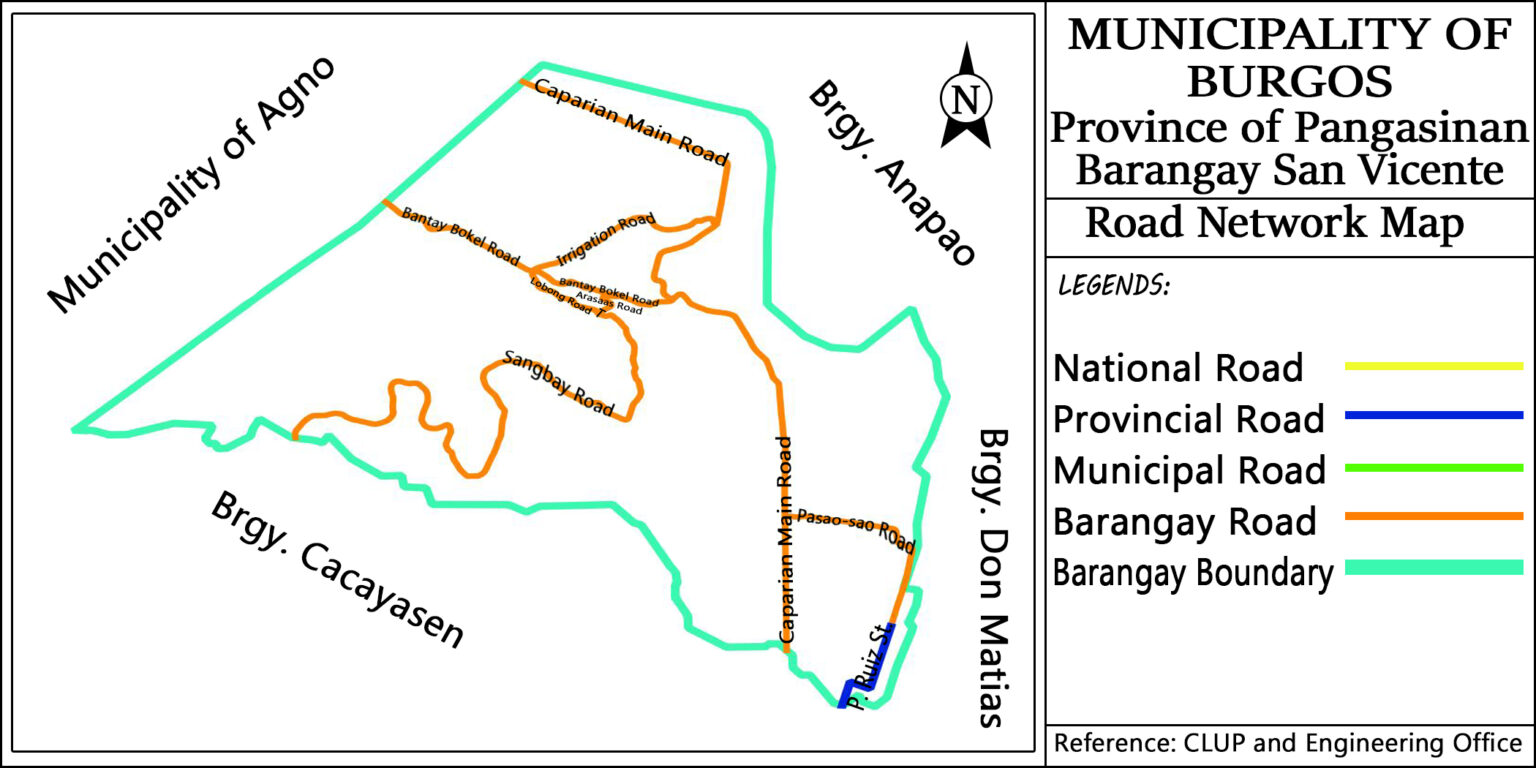 Municipality of Agno
Brgy. Anapao
N
Caparian Main Road
Bantay Bokel Road
Irrigation Road
Bantay Bokel Road
Arasaas Road
Lobong Road
Sangbay Road
Caparian Main Road
Pasao-sao Road
P. Ruiz St
Brgy. Cacayasen
Brgy. Don Matias
MUNICIPALITY OF
BURGOS
Province of Pangasinan
Barangay San Vicente
Road Network Map
LEGENDS:
National Road
Provincial Road
Municipal Road
Barangay Road
Barangay Boundary
Reference: CLUP and Engineering Office